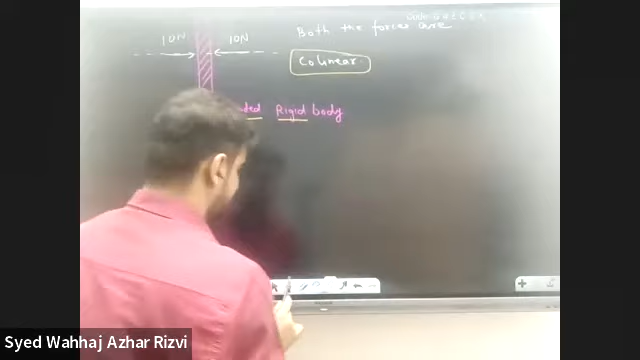 Both the forces are
10N 10N
Colinear
Rigid body
Syed Wahhaj Azhar Rizvi